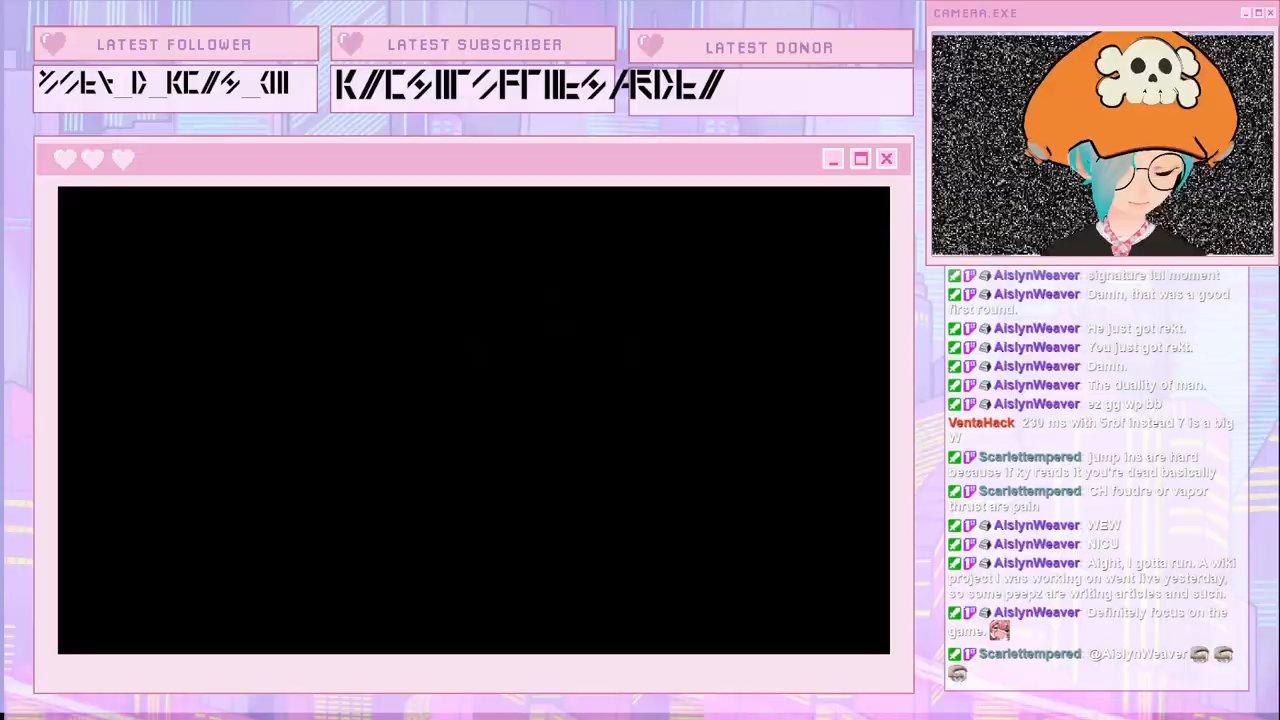 CAMERA.EXE
LATEST FOLLOWER
LATEST SUBSCRIBER
LATEST DONOR
AislynWeaver: signature lul moment
AislynWeaver: Damn, that was a good
first round.
AislynWeaver: He just got rekt.
AislynWeaver: You just got rekt.
AislynWeaver: Damn.
AislynWeaver: The duality of man.
AislynWeaver: ez gg wp bb
VentaHack: 230 ms with 5rbf instead 7 is a big
W
Scarlettempered: jump ins are hard
because if ky reads it you're dead basically
Scarlettempered: CH foudre or vapor
thrust are pain
AislynWeaver: WEW
AislynWeaver: NICU
AislynWeaver: Aight, I gotta run. A wiki
project I was working on went live yesterday,
so some peepz are writing articles and such.
AislynWeaver: Definitely focus on the
game.
Scarlettempered: @AislynWeaver